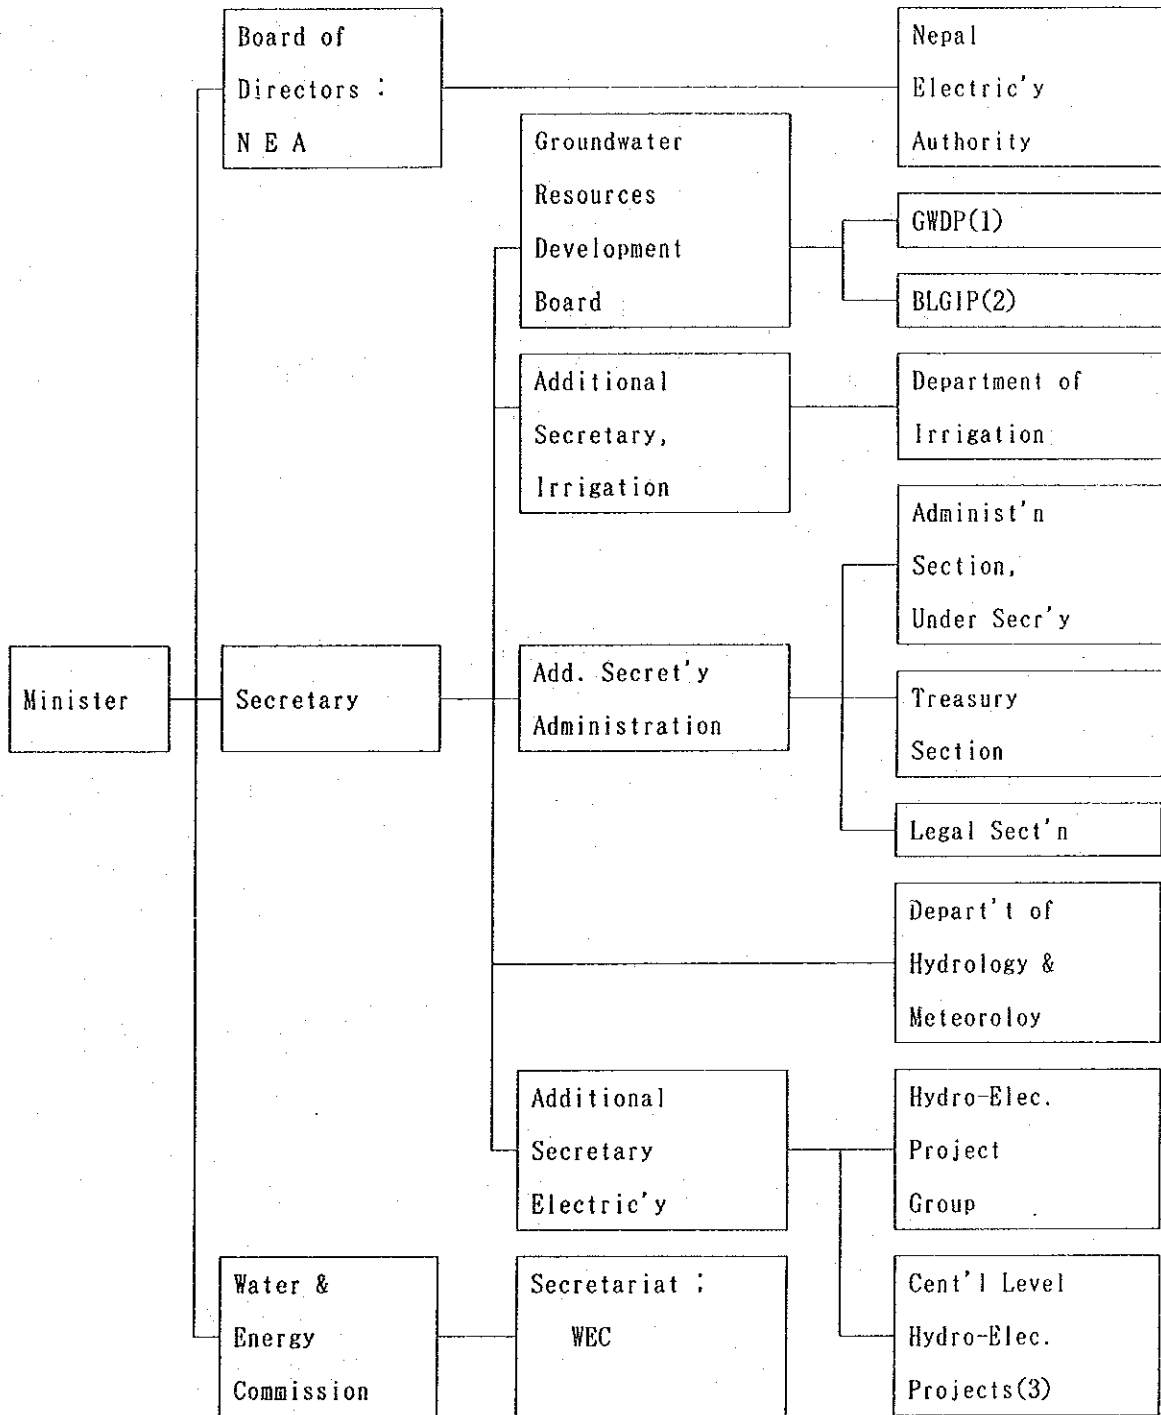 Board of
Directors :
N E A
Nepal
Electric'y
Authority
Groundwater
Resources
Development
Board
GWDP(1)
BLGIP(2)
Additional
Secretary,
Irrigation
Department of
Irrigation
Administ'n
Section,
Under Secr'y
Minister
Secretary
Add. Secret'y
Administration
Treasury
Section
Legal Sect'n
Depart't of
Hydrology &
Meteoroloy
Additional
Secretary
Electric'y
Hydro-Elec.
Project
Group
Water &
Energy
Commission
Secretariat :
WEC
Cent'l Level
Hydro-Elec.
Projects(3)